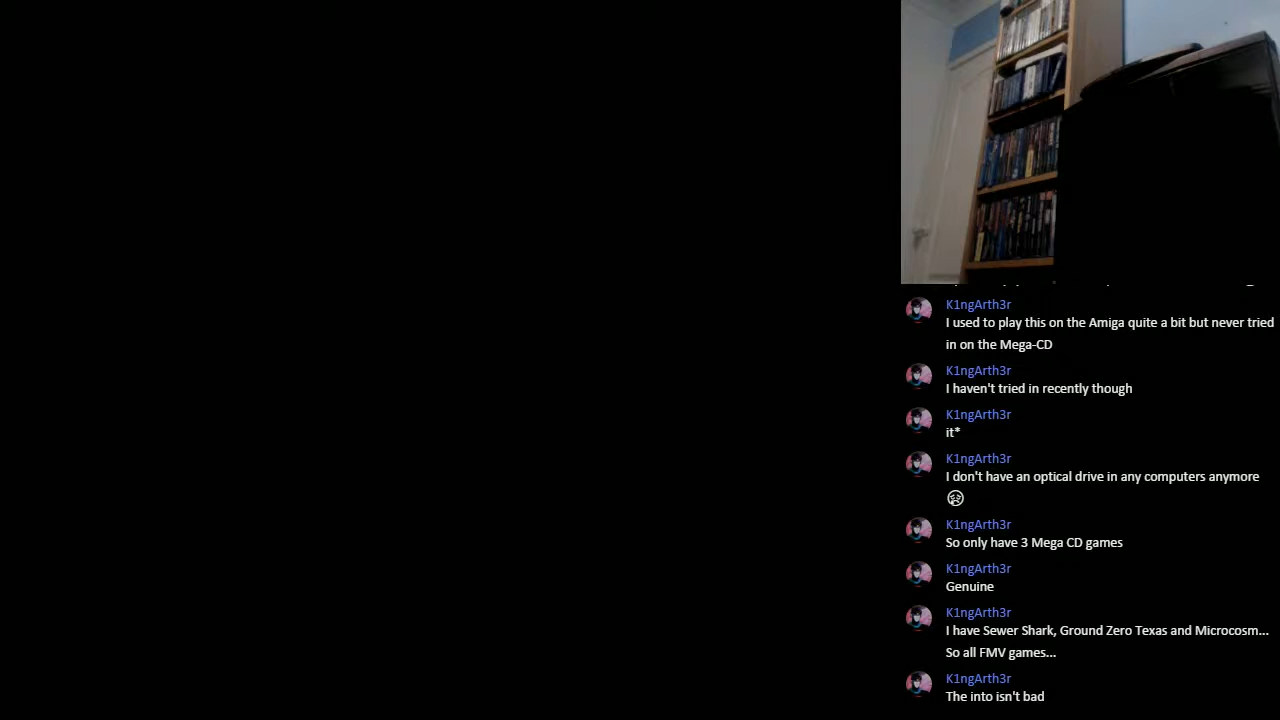 K1ngArth3r
I used to play this on the Amiga quite a bit but never tried
in on the Mega-CD
K1ngArth3r
I haven't tried in recently though
K1ngArth3r
it*
K1ngArth3r
I don't have an optical drive in any computers anymore
K1ngArth3r
So only have 3 Mega CD games
K1ngArth3r
Genuine
K1ngArth3r
I have Sewer Shark, Ground Zero Texas and Microcosm...
So all FMV games...
K1ngArth3r
The into isn't bad